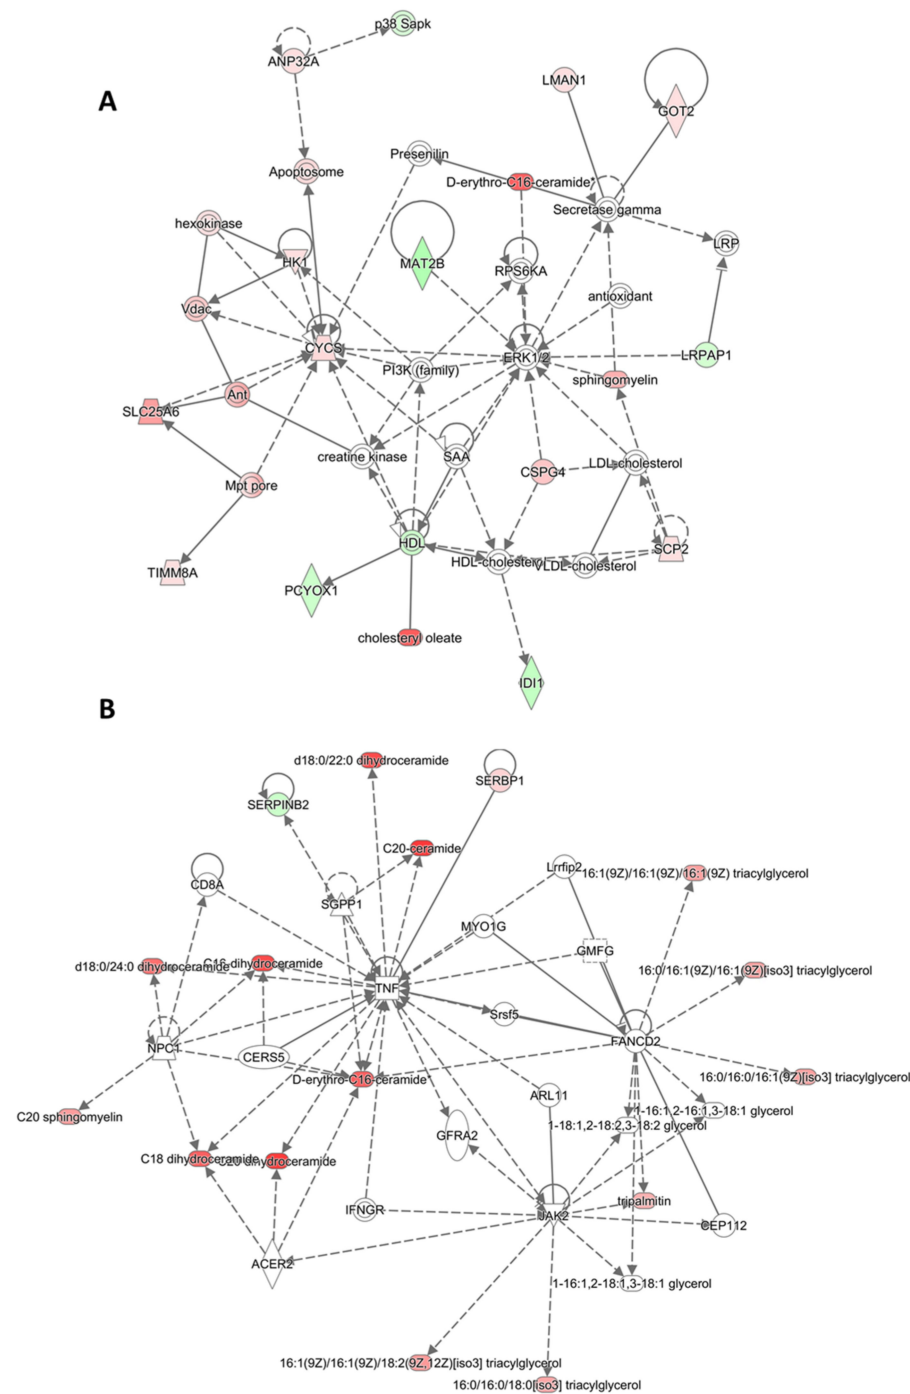 p38 Sapk
ANP32A
A
LMAN1
GOT2
Presenilin
Apoptosome
D-erythro-C16-ceramide*
Secretase gamma
hexokinase
LRP
HK1
MAT2B
RPS6KA
antioxidant
Vdac
CYCS
ERK1/2
LRPAP1
PI3K (family)
sphingomyelin
Ant
SLC25A6
creatine kinase
SAA
CSPG4
LDL-cholesterol
Mpt pore
HDL
SCP2
HDL-cholesterol
VLDL-cholesterol
TIMM8A
PCYOX1
cholesteryl oleate
IDI1
B
d18:0/22:0 dihydroceramide
SERBP1
SERPINB2
C20-ceramide
Lrrfip2
16:1(9Z)/16:1(9Z)/16:1(9Z) triacylglycerol
CD8A
SGPP1
MYO1G
GMFG
d18:0/24:0 dihydroceramide
C16-dihydroceramide
16:0/16:1(9Z)/16:1(9Z)[iso3] triacylglycerol
TNF
Srsf5
FANCD2
NPC1
CERS5
D-erythro-C16-ceramide*
16:0/16:0/16:1(9Z)[iso3] triacylglycerol
ARL11
C20 sphingomyelin
1-16:1,2-16:1,3-18:1 glycerol
1-18:1,2-18:2,3-18:2 glycerol
GFRA2
C18 dihydroceramide
C20 dihydroceramide
tripalmitin
IFNGR
JAK2
CEP112
ACER2
1-16:1,2-18:1,3-18:1 glycerol
16:1(9Z)/16:1(9Z)/18:2(9Z,12Z)[iso3] triacylglycerol
16:0/16:0/18:0[iso3] triacylglycerol